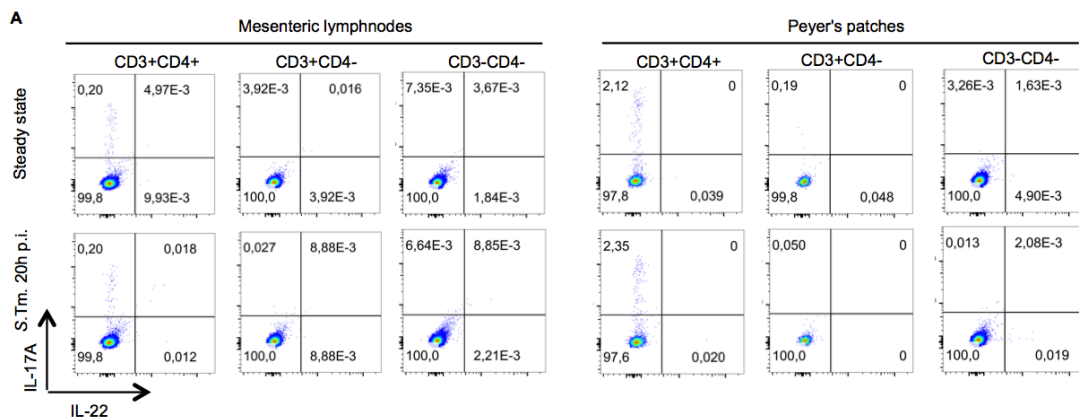 A
Mesenteric lymphnodes
Peyer's patches
CD3+CD4+ CD3+CD4- CD3-CD4- CD3+CD4+ CD3+CD4- CD3-CD4-
Steady state
0,20 4,97E-3 3,92E-3 0,016 7,35E-3 3,67E-3 2,12 0 0,19 0 3,26E-3 1,63E-3
99,8 9,93E-3 100,0 3,92E-3 100,0 1,84E-3 97,8 0,039 99,8 0,048 100,0 4,90E-3
S.Tm. 20h p.i.
0,20 0,018 0,027 8,88E-3 6,64E-3 8,85E-3 2,35 0 0,050 0 0,013 2,08E-3
99,8 0,012 100,0 8,88E-3 100,0 2,21E-3 97,6 0,020 100,0 0 100,0 0,019
IL-17A
IL-22